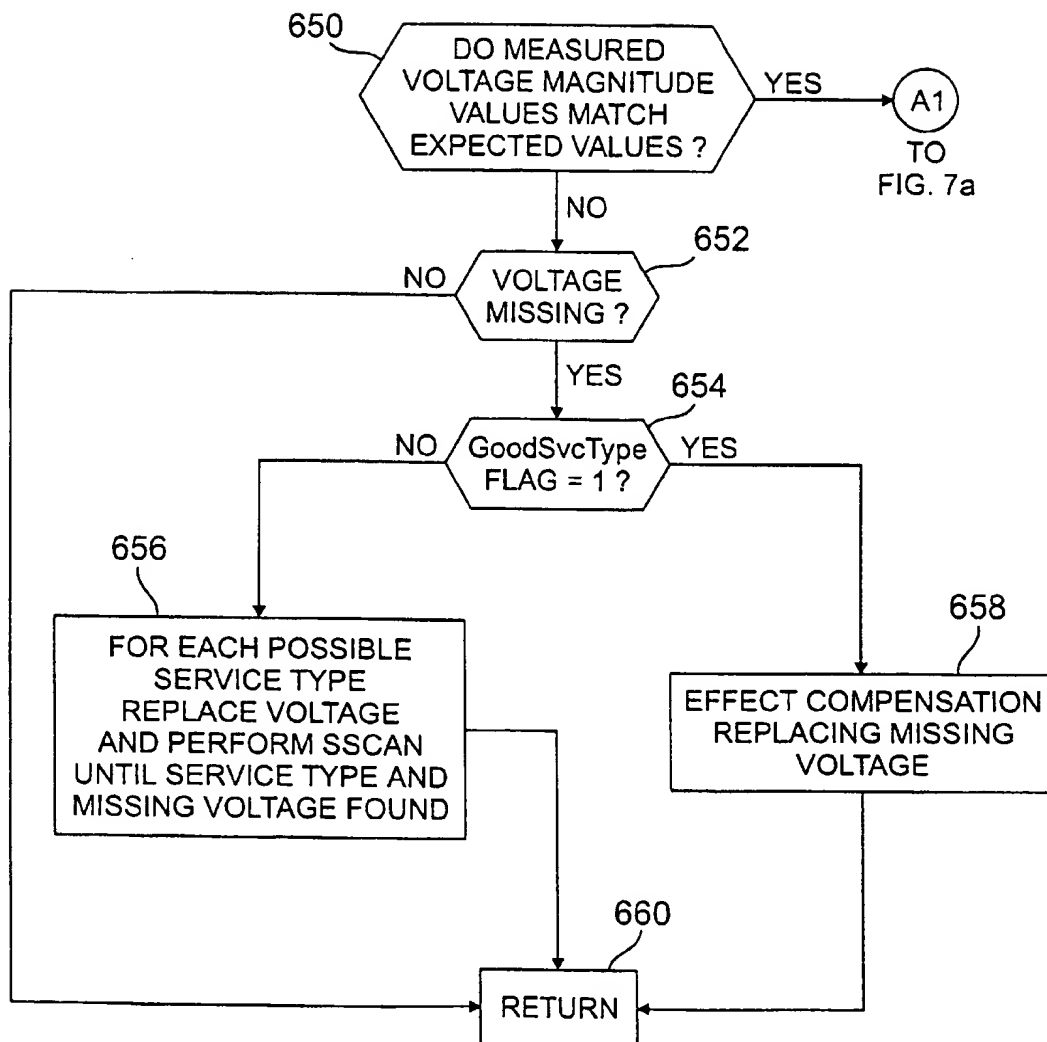 650
DO MEASURED
VOLTAGE MAGNITUDE
VALUES MATCH
EXPECTED VALUES ?
YES
A1
TO
FIG. 7a
NO
652
NO
VOLTAGE
MISSING ?
YES
654
NO
GoodSvcType
FLAG = 1 ?
YES
656
FOR EACH POSSIBLE
SERVICE TYPE
REPLACE VOLTAGE
AND PERFORM SSCAN
UNTIL SERVICE TYPE AND
MISSING VOLTAGE FOUND
658
EFFECT COMPENSATION
REPLACING MISSING
VOLTAGE
660
RETURN